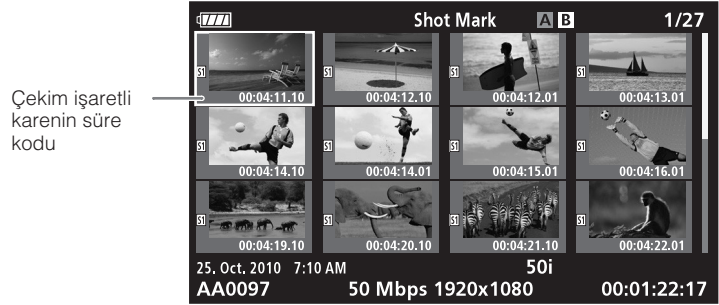 Shot Mark A B 1/27
Çekim işaretli
karenin süre
kodu
S1 00:04:11.10
S1 00:04:12.10
S1 00:04:12.01
S1 00:04:13.01
S1 00:04:14.10
S1 00:04:14.01
S1 00:04:15.01
S1 00:04:16.01
S1 00:04:19.10
S1 00:04:20.10
S1 00:04:21.10
S1 00:04:22.01
25. Oct. 2010 7:10 AM 50i
AA0097 50 Mbps 1920x1080 00:01:22:17